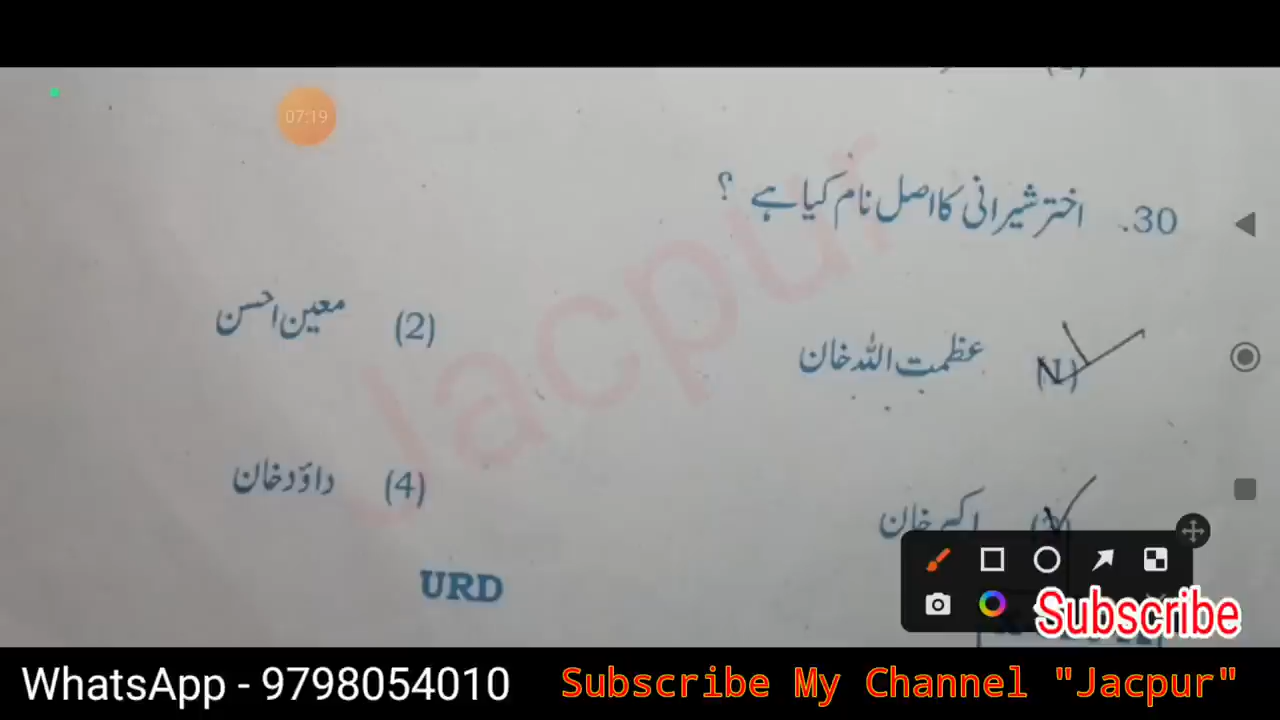 07:19
30. اختر شیرانی کا اصل نام کیا ہے ؟
عظمت اللہ خان
(2) معین احسن
اکبر خان
(4) داؤد خان
URD
Jacpur
Subscribe
WhatsApp - 9798054010
Subscribe My Channel "Jacpur"